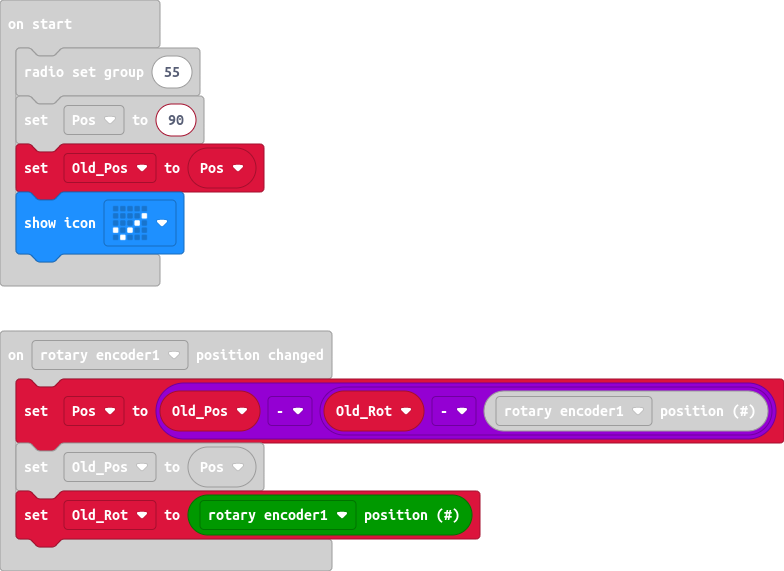 on start
radio set group 55
set Pos to 90
set Old_Pos to Pos
show icon
on rotary encoder1 position changed
set Pos to Old_Pos - Old_Rot - rotary encoder1 position (#)
set Old_Pos to Pos
set Old_Rot to rotary encoder1 position (#)